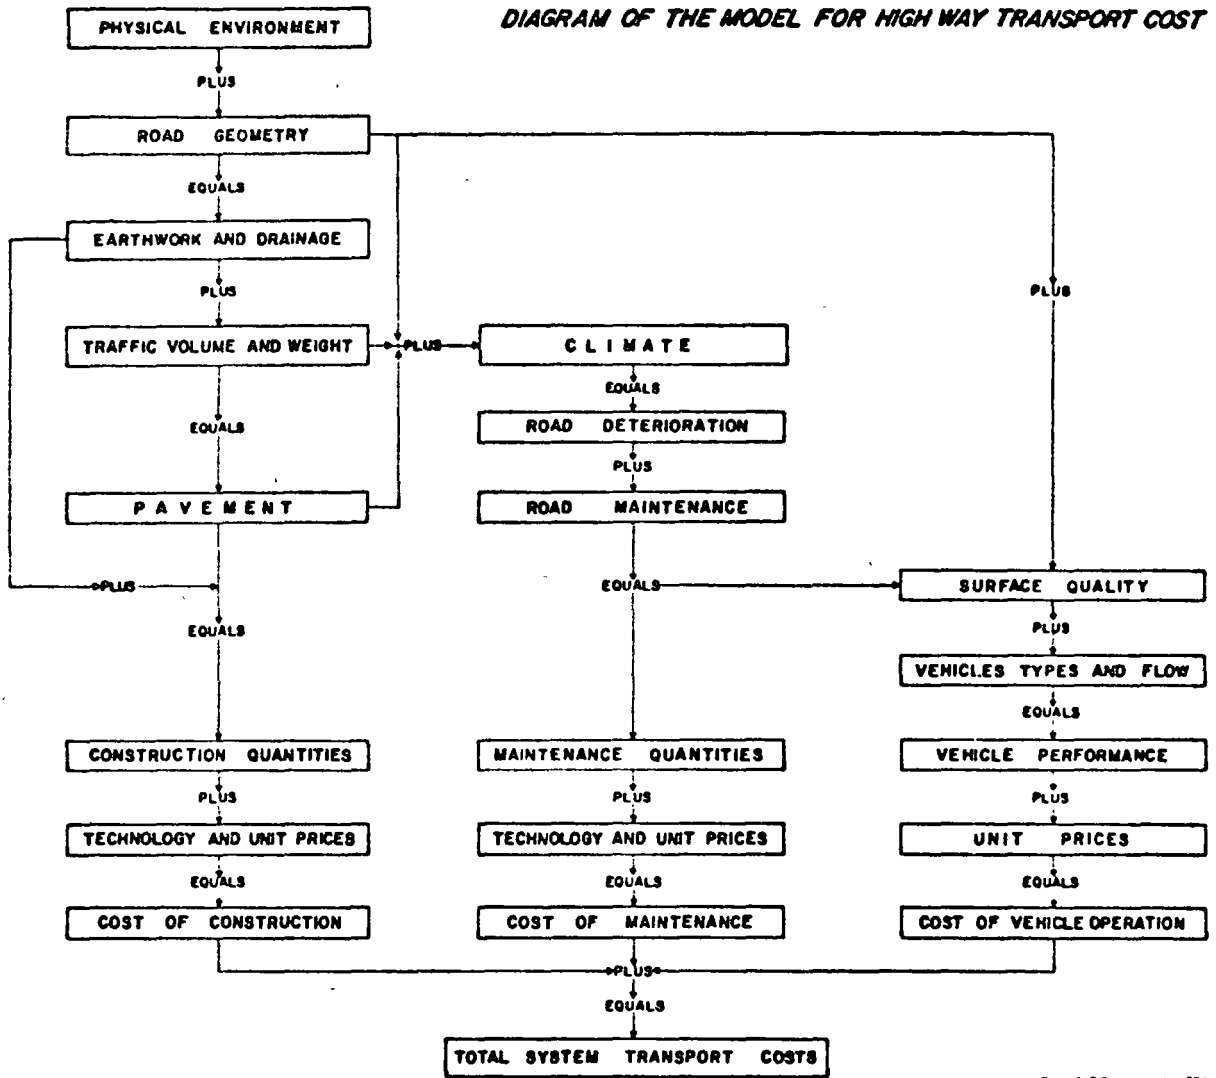 DIAGRAM OF THE MODEL FOR HIGH WAY TRANSPORT COST
PHYSICAL ENVIRONMENT
PLUS
ROAD GEOMETRY
EQUALS
EARTHWORK AND DRAINAGE
PLUS
PLUS
TRAFFIC VOLUME AND WEIGHT
PLUS
CLIMATE
EQUALS
EQUALS
ROAD DETERIORATION
PLUS
PAVEMENT
ROAD MAINTENANCE
PLUS
EQUALS
SURFACE QUALITY
EQUALS
PLUS
VEHICLES TYPES AND FLOW
EQUALS
CONSTRUCTION QUANTITIES
MAINTENANCE QUANTITIES
VEHICLE PERFORMANCE
PLUS
PLUS
PLUS
TECHNOLOGY AND UNIT PRICES
TECHNOLOGY AND UNIT PRICES
UNIT PRICES
EQUALS
EQUALS
EQUALS
COST OF CONSTRUCTION
COST OF MAINTENANCE
COST OF VEHICLE OPERATION
PLUS
EQUALS
TOTAL SYSTEM TRANSPORT COSTS